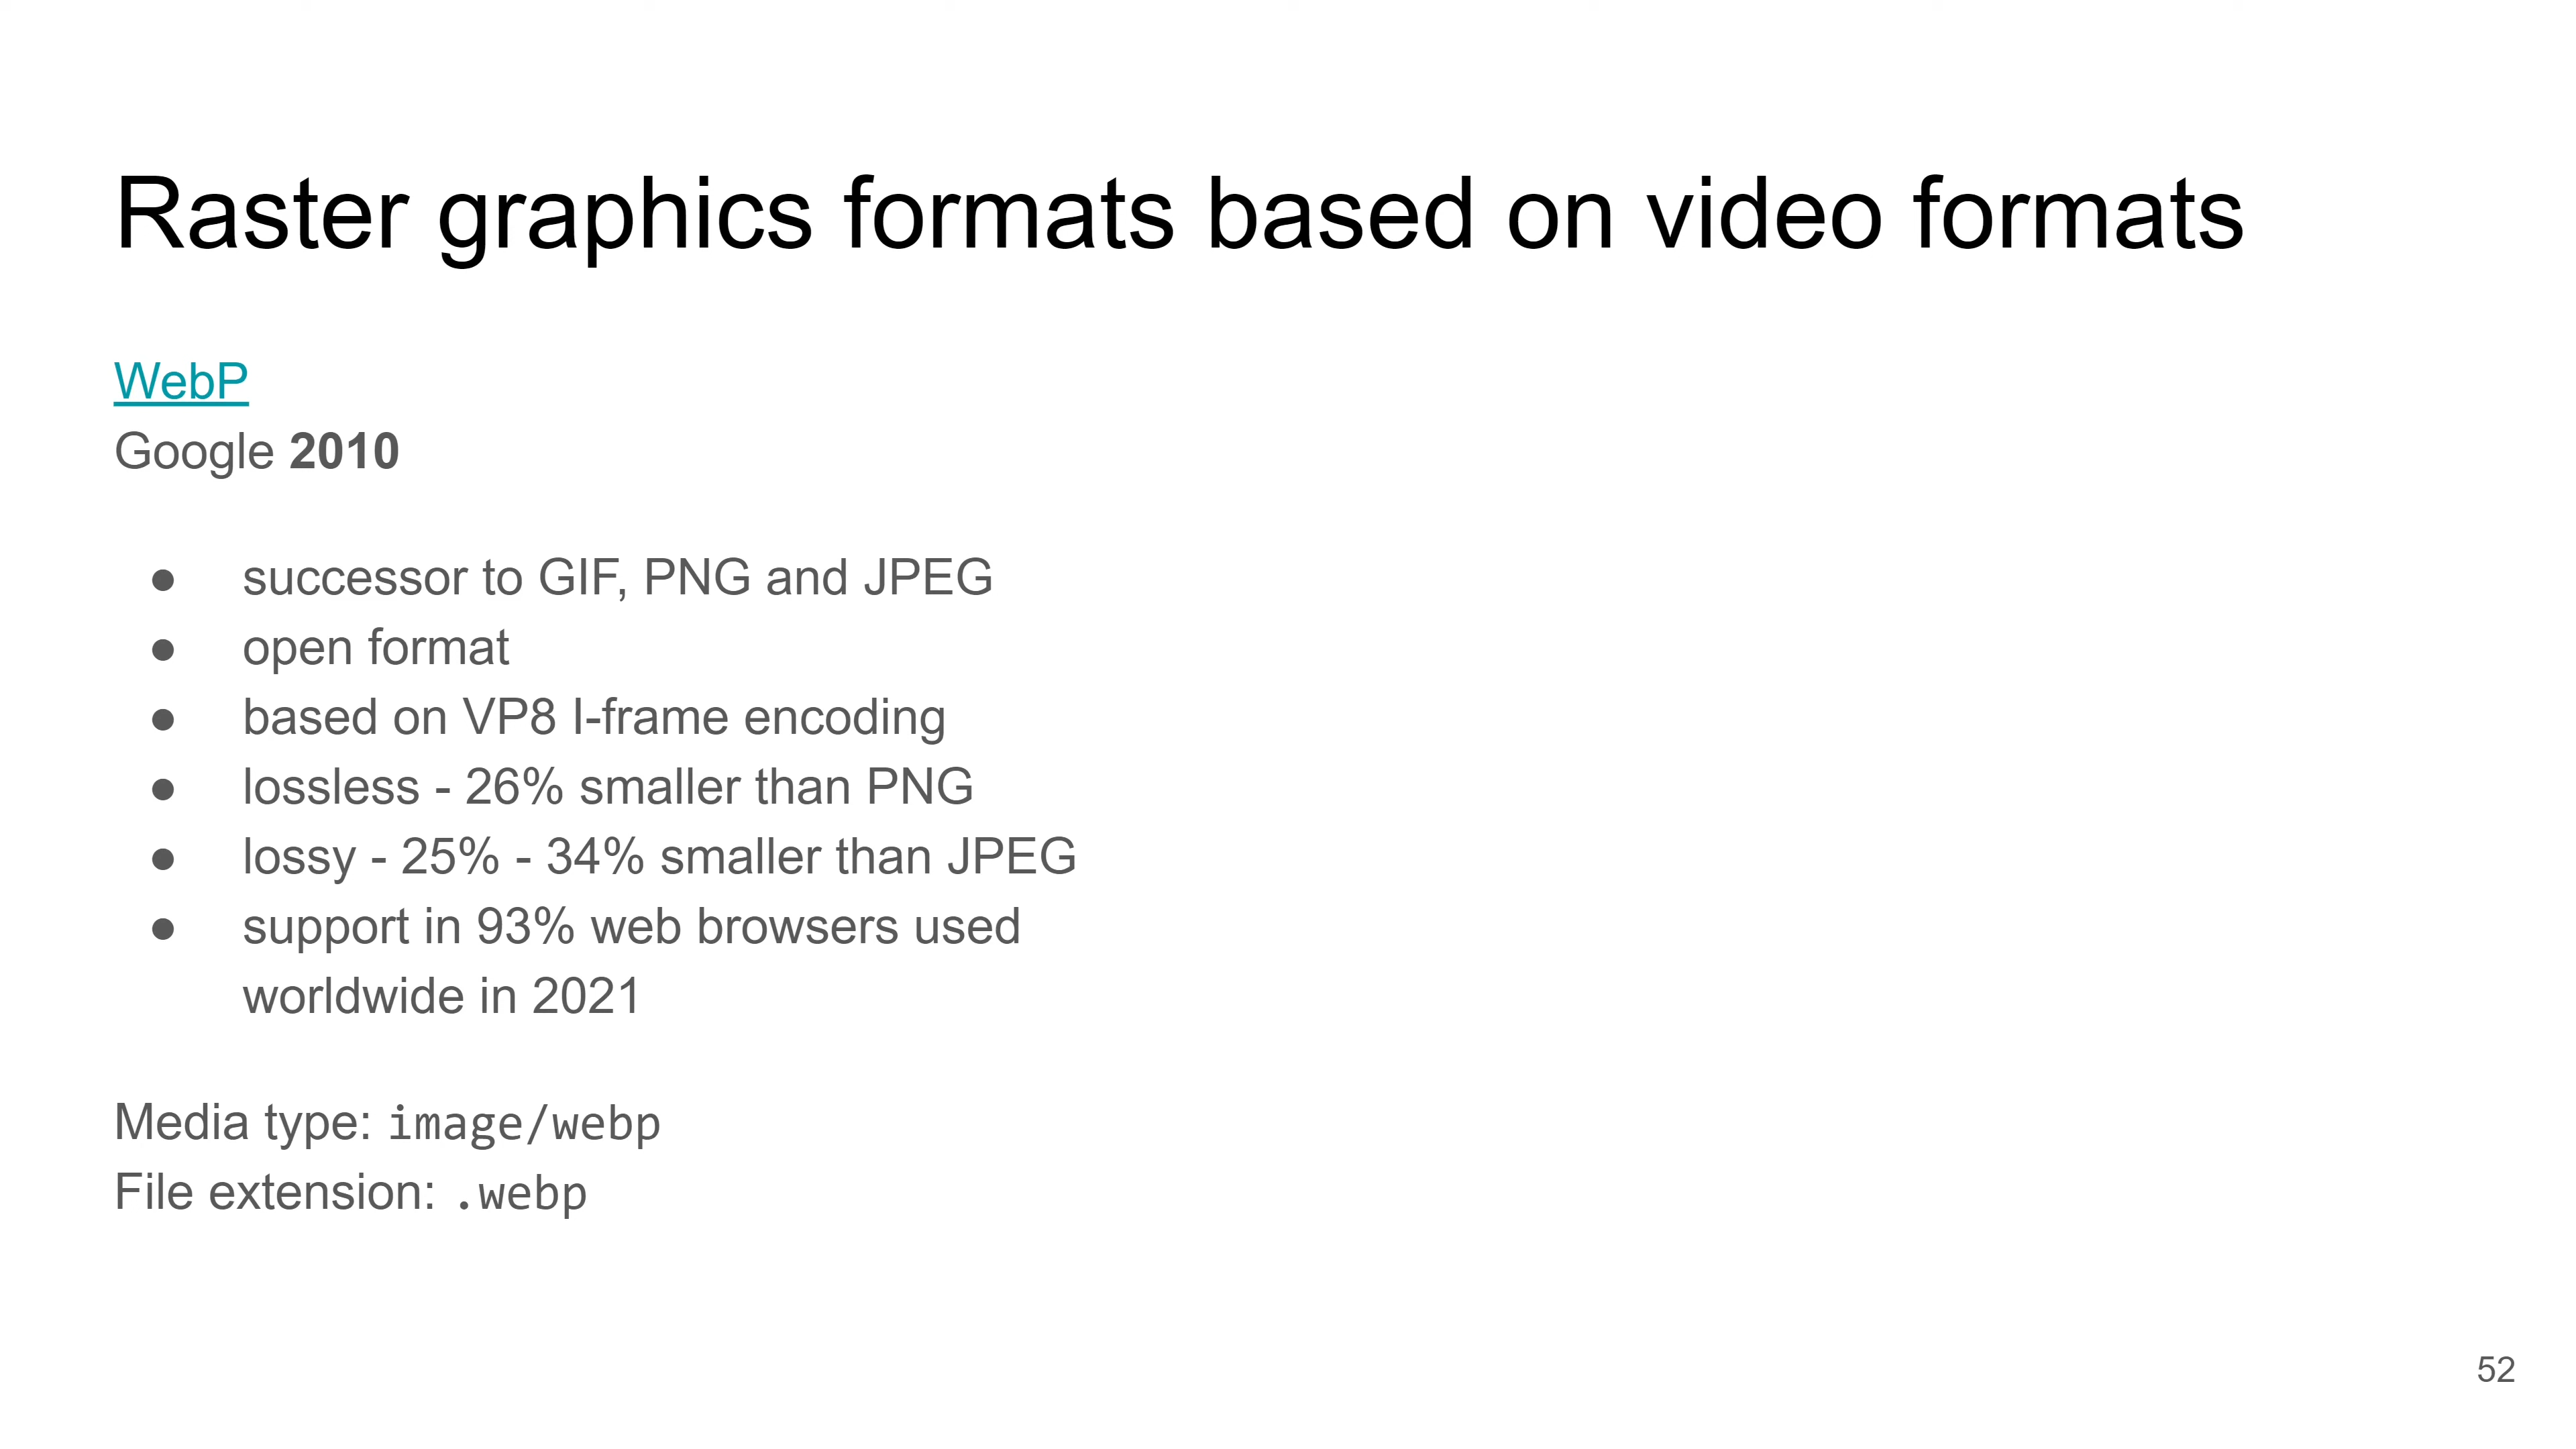 Raster graphics formats based on video formats
WebP
Google 2010
● successor to GIF, PNG and JPEG
● open format
● based on VP8 I-frame encoding
● lossless - 26% smaller than PNG
● lossy - 25% - 34% smaller than JPEG
● support in 93% web browsers used
worldwide in 2021
Media type: image/webp
File extension: .webp
52